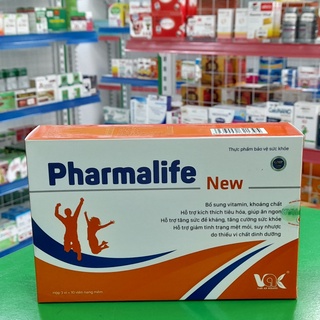 Thực phẩm bảo vệ sức khỏe
Pharmalife New
Bổ sung vitamin, khoáng chất
Hỗ trợ kích thích tiêu hóa, giúp ăn ngon
Hỗ trợ tăng sức đề kháng, tăng cường sức khỏe
Hỗ trợ giảm tình trạng mệt mỏi, suy nhược
do thiếu vi chất dinh dưỡng